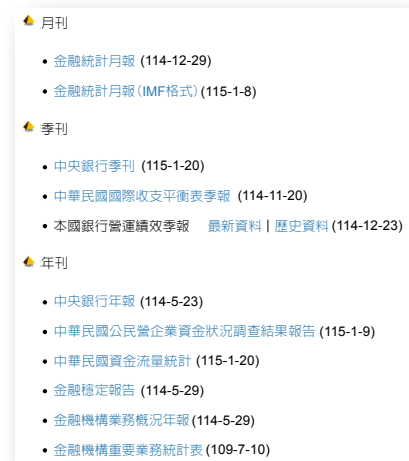 月刊
金融統計月報 (114-12-29)
金融統計月報(IMF格式) (115-1-8)
季刊
中央銀行季刊 (115-1-20)
中華民國國際收支平衡表季報 (114-11-20)
本國銀行營運績效季報 最新資料 | 歷史資料 (114-12-23)
年刊
中央銀行年報 (114-5-23)
中華民國公民營企業資金狀況調查結果報告 (115-1-9)
中華民國資金流量統計 (115-1-20)
金融穩定報告 (114-5-29)
金融機構業務概況年報 (114-5-29)
金融機構重要業務統計表 (109-7-10)